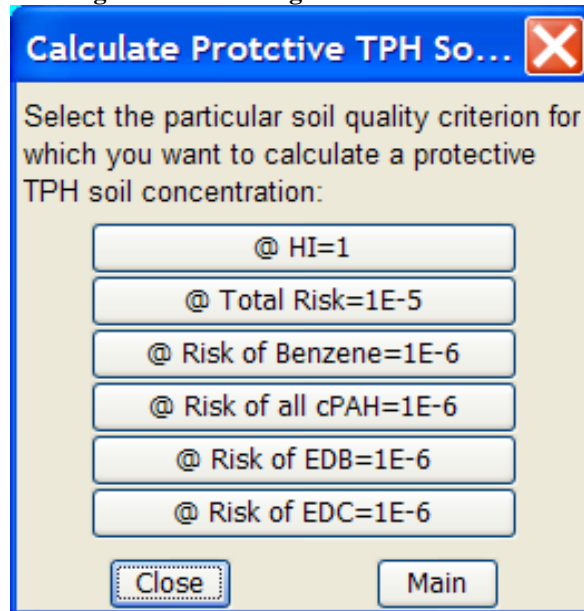 Calculate Protctive TPH So...
Select the particular soil quality criterion for
which you want to calculate a protective
TPH soil concentration:
@ HI=1
@ Total Risk=1E-5
@ Risk of Benzene=1E-6
@ Risk of all cPAH=1E-6
@ Risk of EDB=1E-6
@ Risk of EDC=1E-6
Close Main